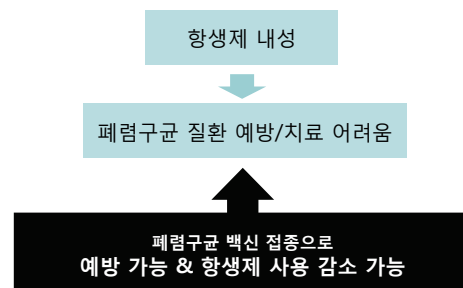 항생제 내성
폐렴구균 질환 예방/치료 어려움
폐렴구균 백신 접종으로
예방 가능 & 항생제 사용 감소 가능